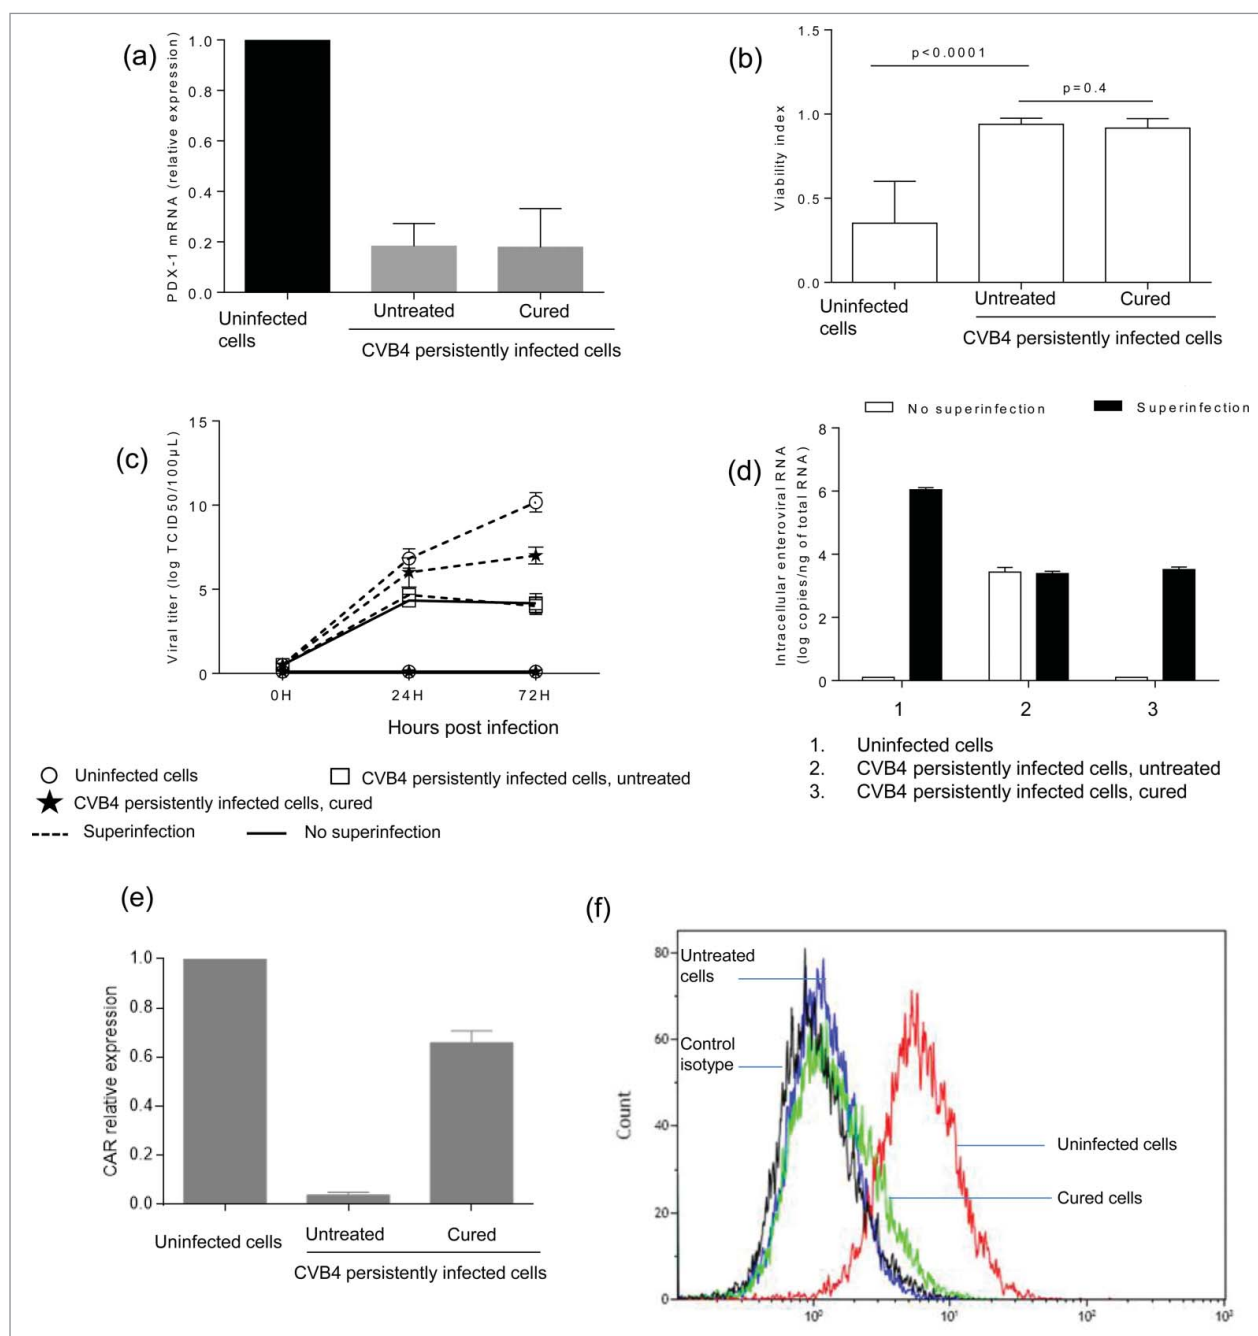 (a)
PDX-1 mRNA (relative expression)
1.0
0.8
0.6
0.4
0.2
0.0
Uninfected
cells
Untreated
Cured
CVB4 persistently infected cells
(b)
Viability index
1.5
1.0
0.5
0.0
p<0.0001
p=0.4
Uninfected
cells
Untreated
Cured
CVB4 persistently infected cells
(c)
Viral titer (log TCID50/100µL)
15
10
5
0
0H
24H
72H
Hours post infection
Uninfected cells
CVB4 persistently infected cells, untreated
CVB4 persistently infected cells, cured
Superinfection
No superinfection
(d)
No superinfection
Superinfection
Intracellular enteroviral RNA
(log copies/ng of total RNA)
8
6
4
2
0
1
2
3
1. Uninfected cells
2. CVB4 persistently infected cells, untreated
3. CVB4 persistently infected cells, cured
(e)
CAR relative expression
1.0
0.8
0.6
0.4
0.2
0.0
Uninfected cells
Untreated
Cured
CVB4 persistently infected cells
(f)
Count
80
60
40
20
0
Untreated
cells
Control
isotype
Uninfected cells
Cured cells
10⁰
10¹
10²
10³